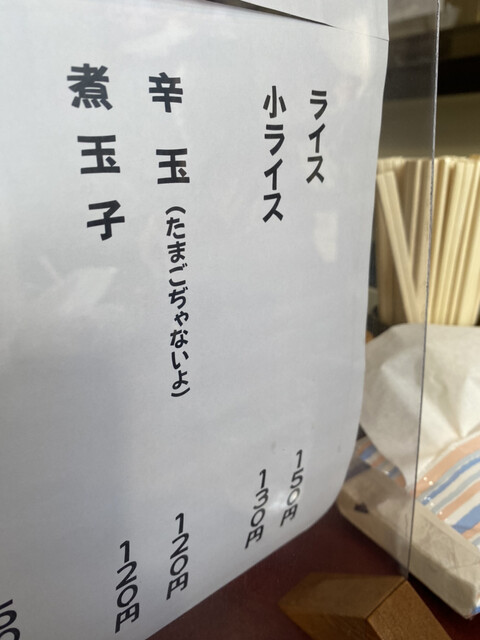 ライス 150円
小ライス 130円
辛玉(たまごぢゃないよ) 120円
煮玉子 120円